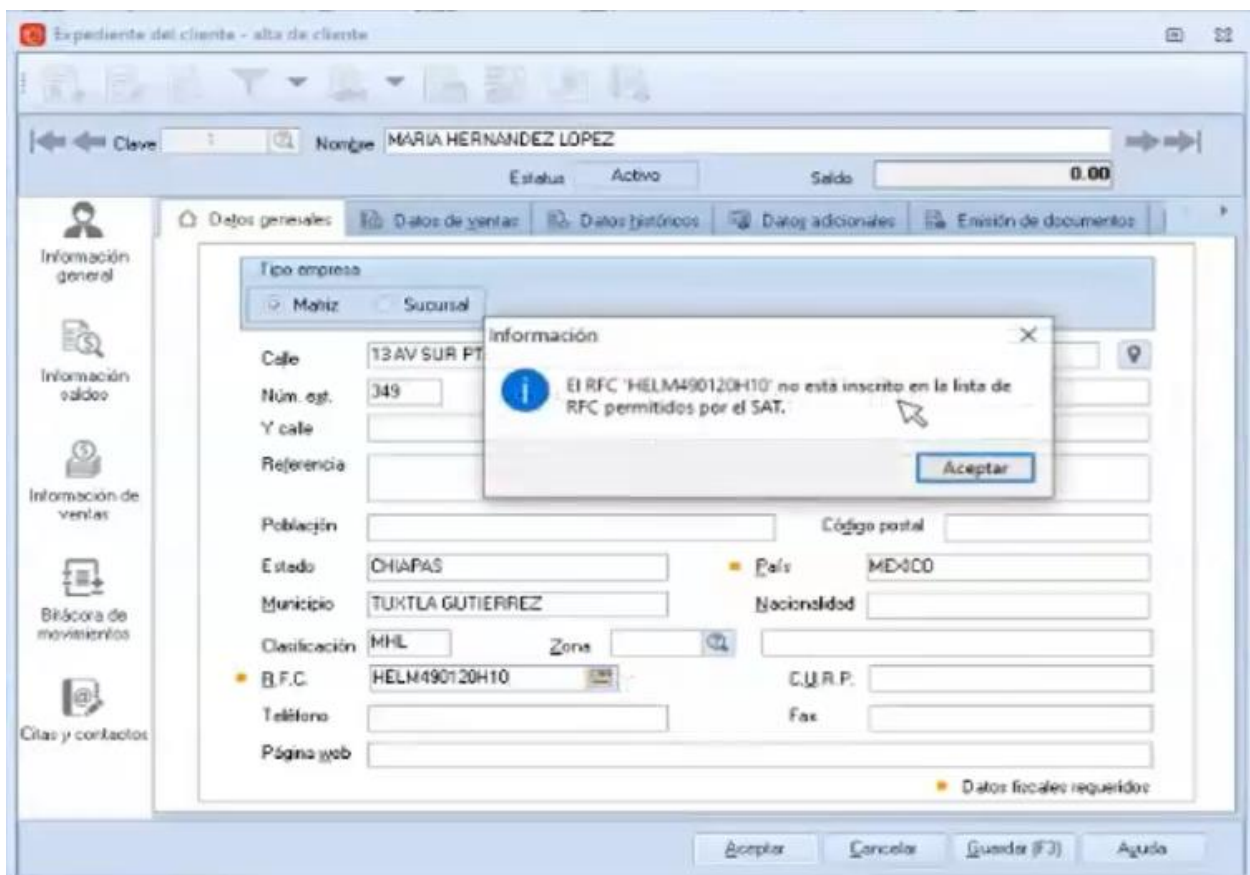 Expediente del cliente - alta de cliente
Clave 1 Nombre MARIA HERNANDEZ LOPEZ
Estatus Activo Saldo 0.00
Información general
Información saldos
Información de ventas
Bitácora de movimientos
Citas y contactos
Datos generales Datos de ventas Datos históricos Datos adicionales Emisión de documentos
Tipo empresa
Matriz Sucursal
Calle 13 AV SUR PT
Núm. ext. 349
Y calle
Referencia
Información
El RFC 'HELM490120H10' no está inscrito en la lista de
RFC permitidos por el SAT.
Aceptar
Población Código postal
Estado CHIAPAS País MEXICO
Municipio TUXTLA GUTIERREZ Nacionalidad
Clasificación MHL Zona
R.F.C. HELM490120H10 C.U.R.P.
Teléfono Fax
Página web
Datos fiscales requeridos
Aceptar Cancelar Guardar (F3) Ayuda